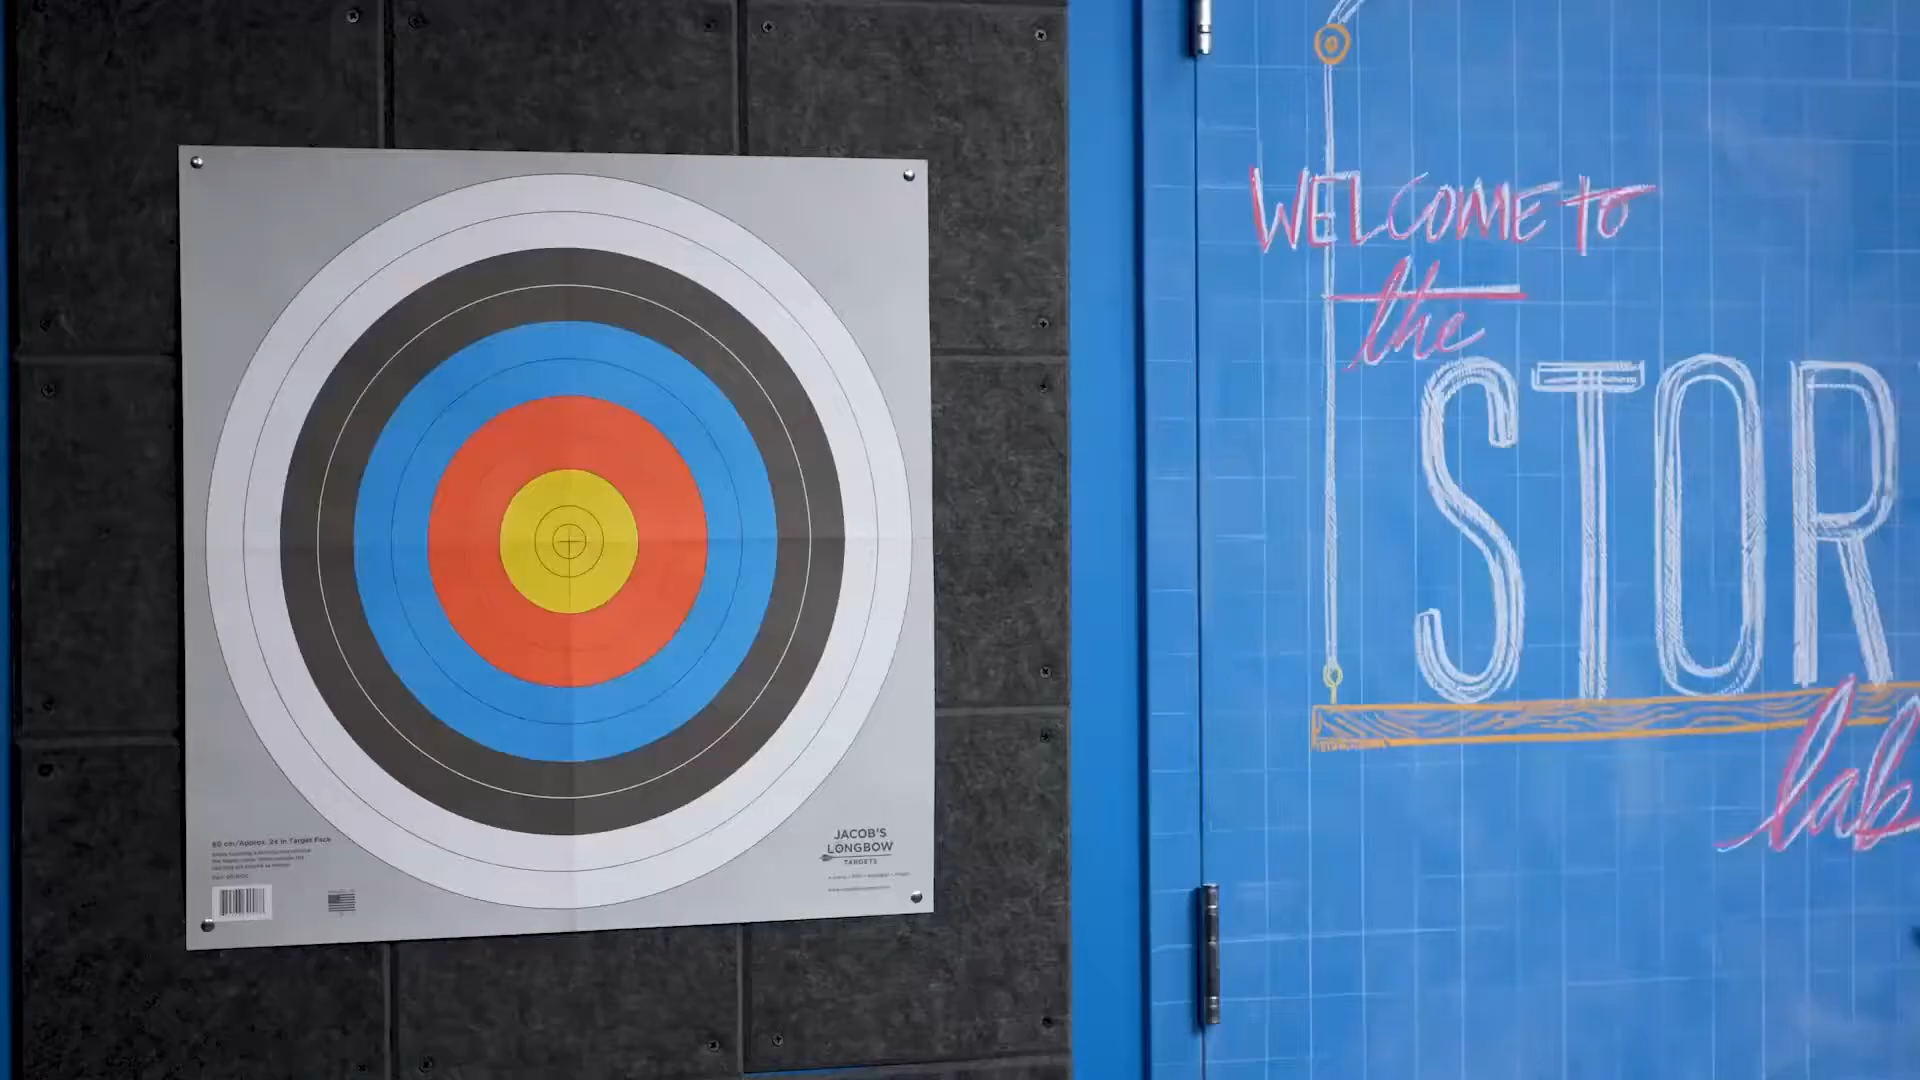 WELCOME to
the
STOR
lab
60 cm/Approx. 24 in Target Face
JACOB'S
LONGBOW
TARGETS